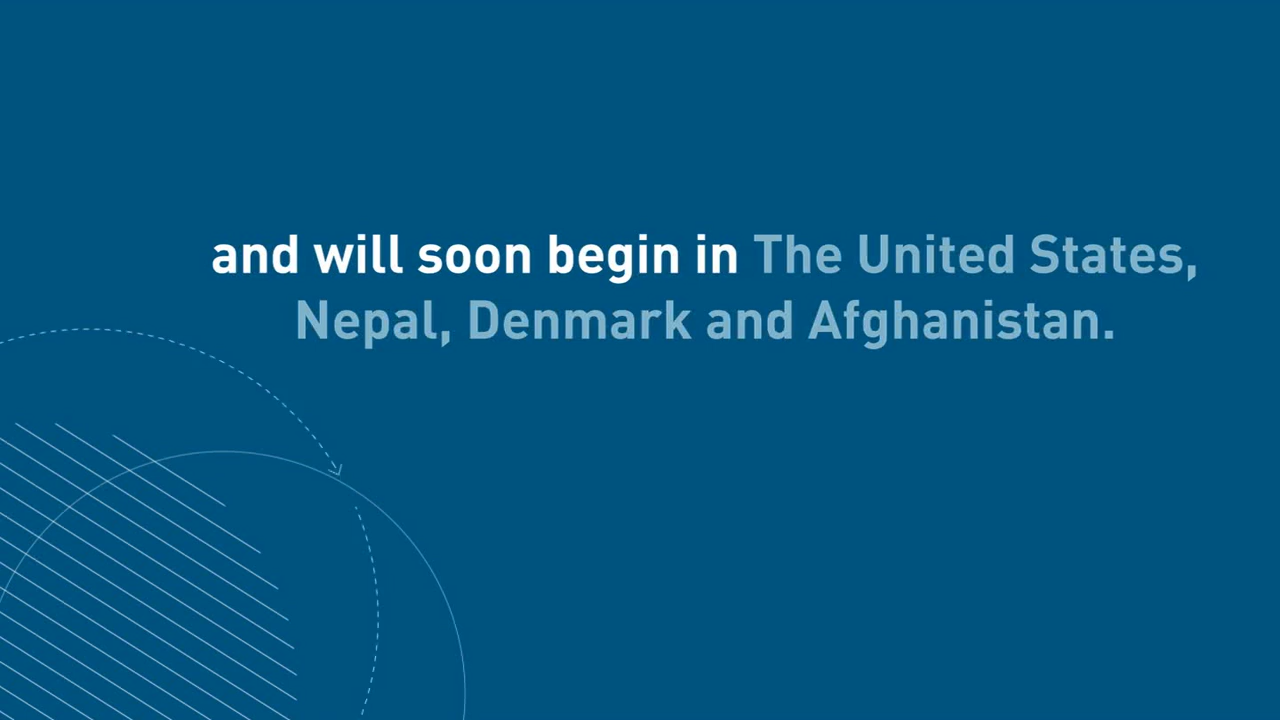 and will soon begin in The United States,
Nepal, Denmark and Afghanistan.